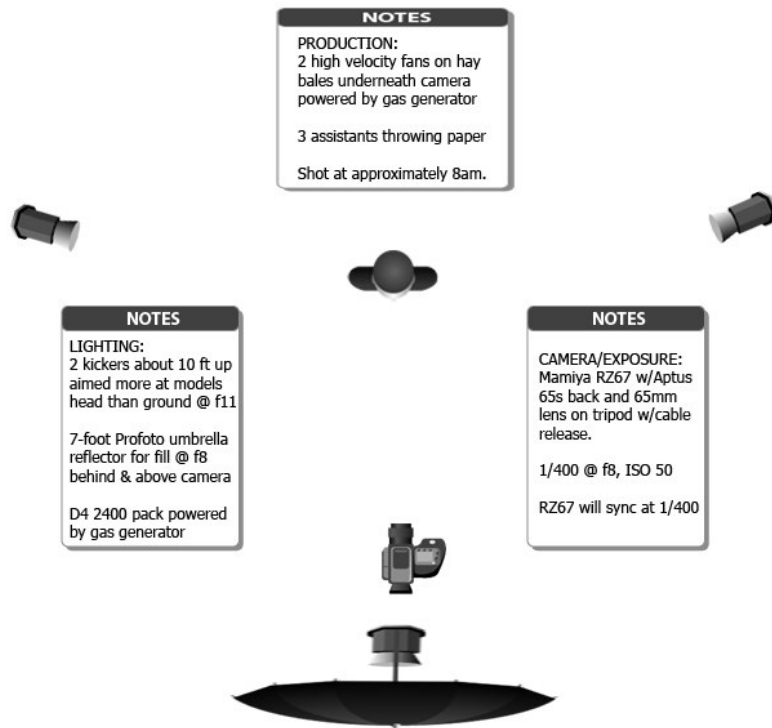 NOTES
PRODUCTION:
2 high velocity fans on hay
bales underneath camera
powered by gas generator
3 assistants throwing paper
Shot at approximately 8am.
NOTES
LIGHTING:
2 kickers about 10 ft up
aimed more at models
head than ground @ f11
7-foot Profoto umbrella
reflector for fill @ f8
behind & above camera
D4 2400 pack powered
by gas generator
NOTES
CAMERA/EXPOSURE:
Mamiya RZ67 w/Aptus
65s back and 65mm
lens on tripod w/cable
release.
1/400 @ f8, ISO 50
RZ67 will sync at 1/400